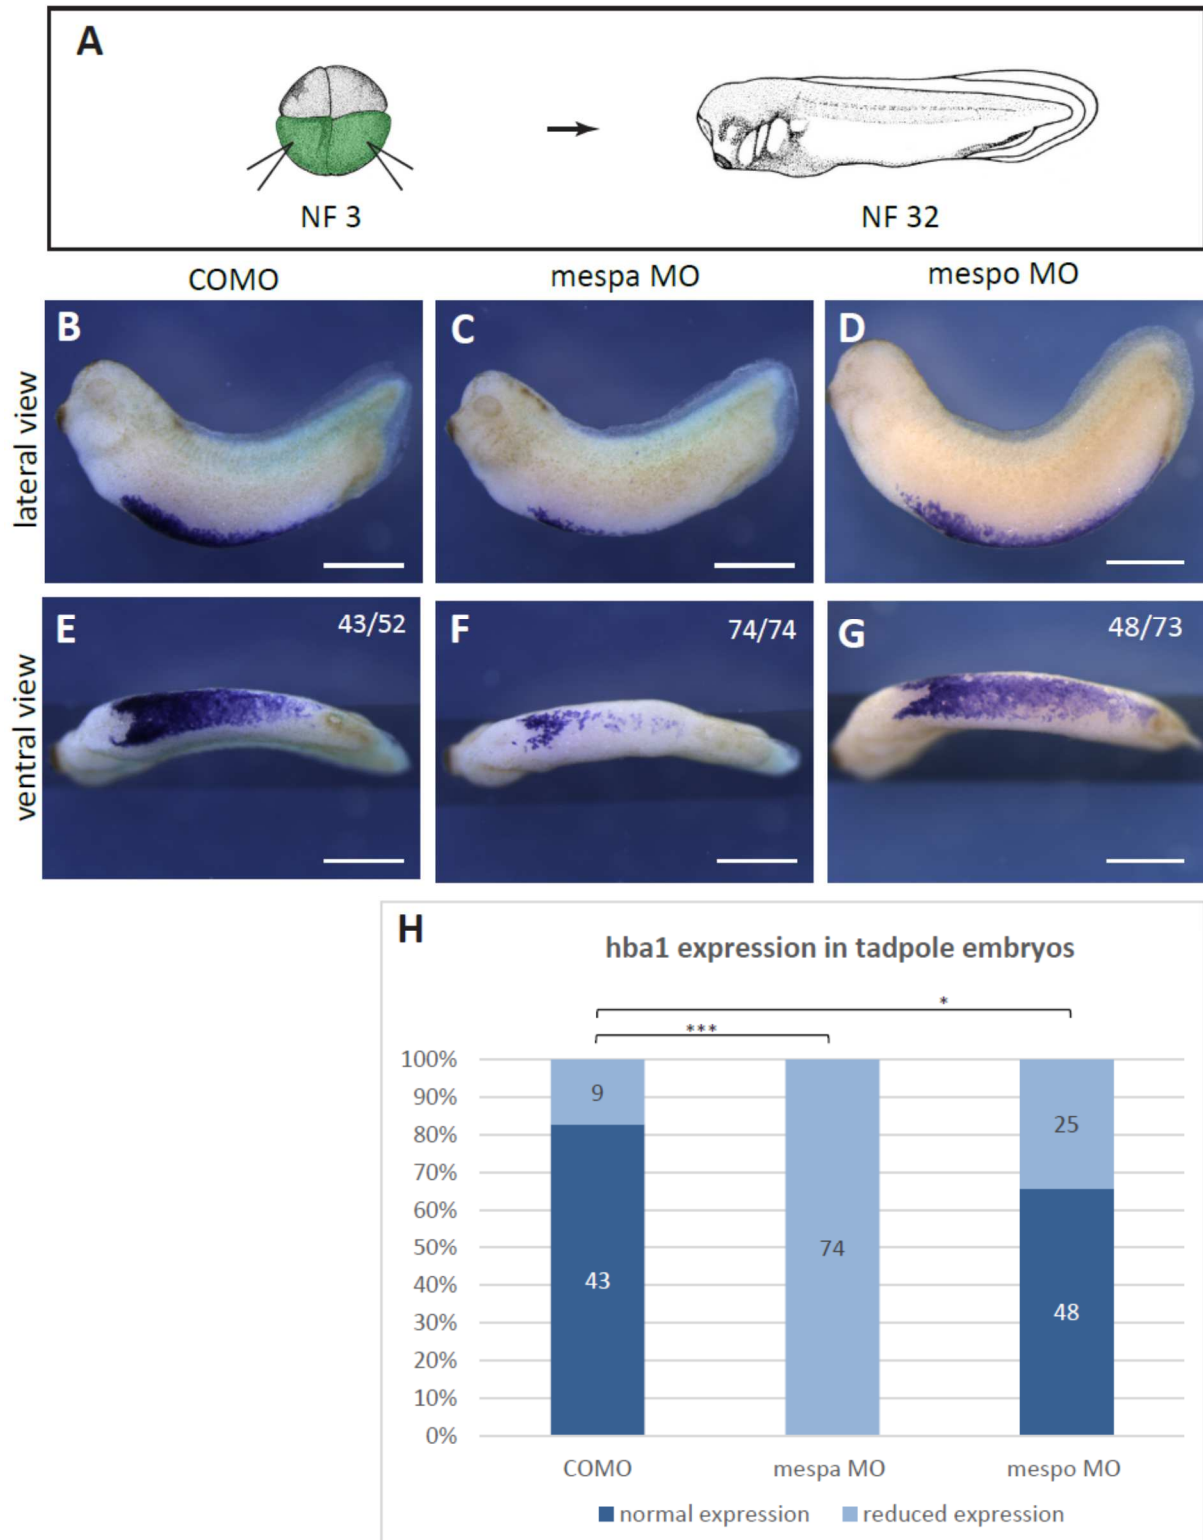 A
NF 3
NF 32
COMO
mespa MO
mespo MO
lateral view
B
C
D
ventral view
E
43/52
F
74/74
G
48/73
H
hba1 expression in tadpole embryos
*
***
100%
90%
80%
70%
60%
50%
40%
30%
20%
10%
0%
9
43
74
25
48
COMO
mespa MO
mespo MO
normal expression
reduced expression